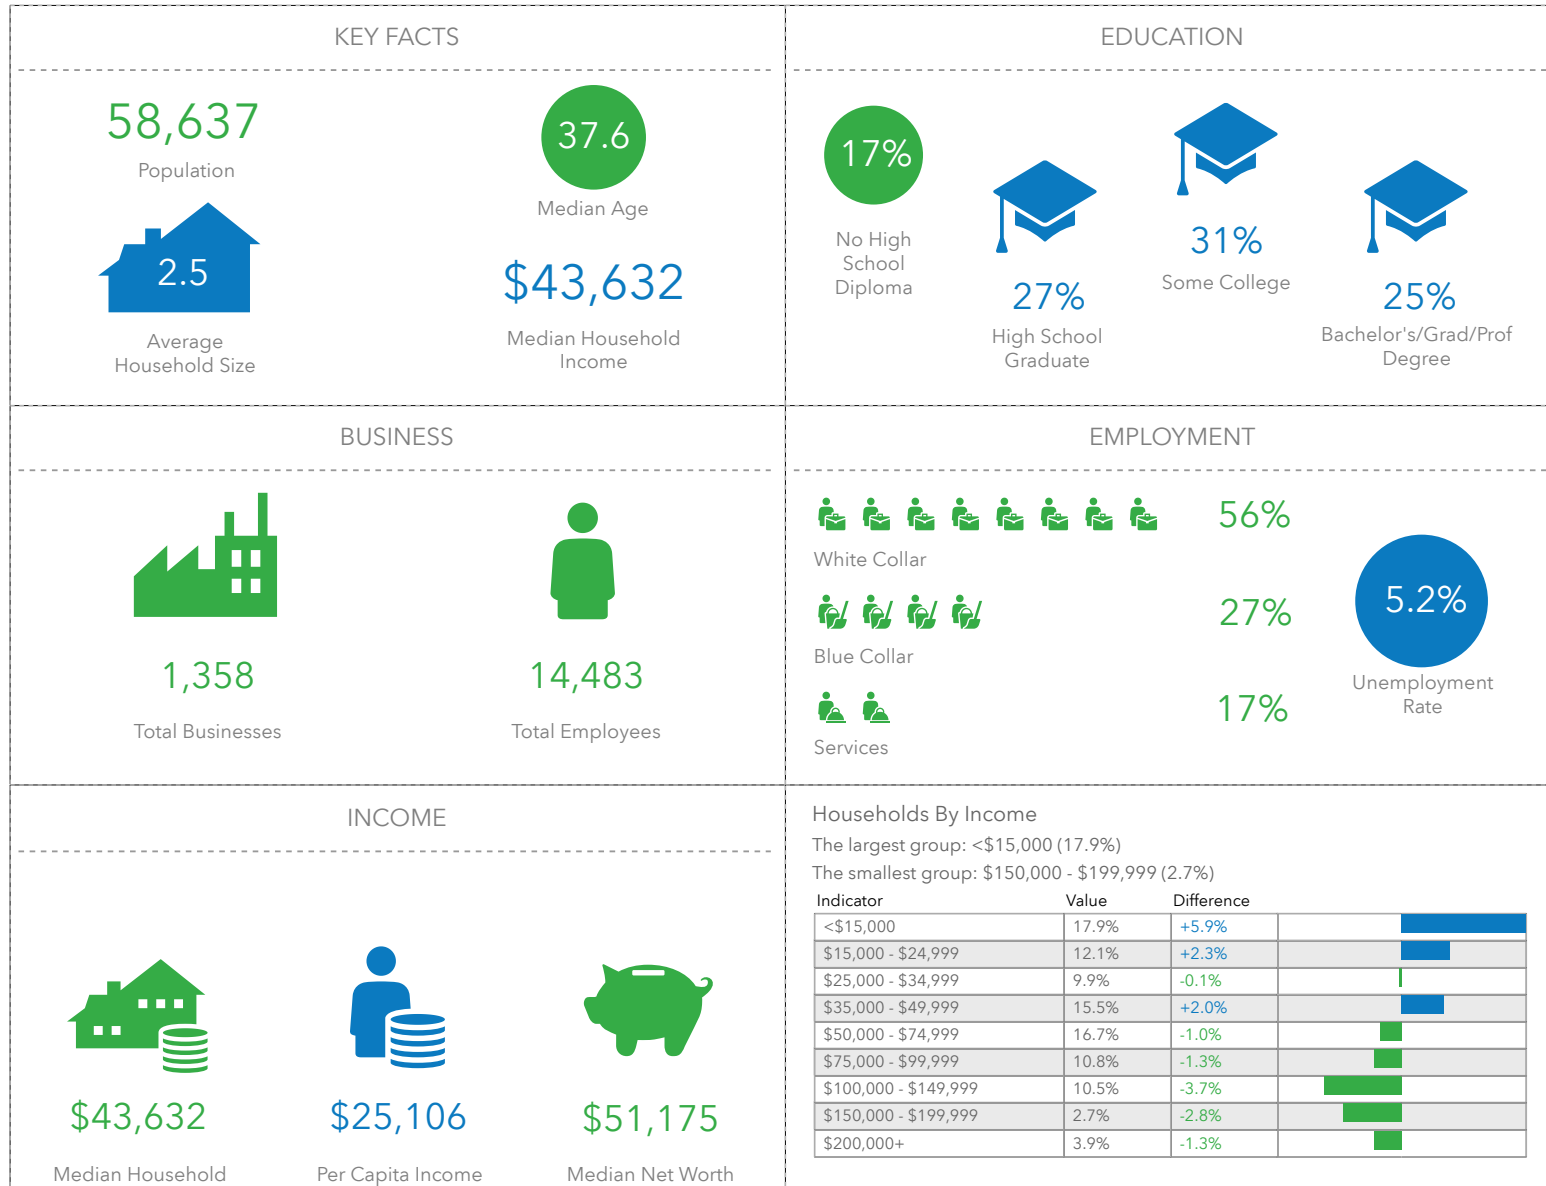 KEY FACTS
58,637
Population
37.6
Median Age
2.5
Average
Household Size
$43,632
Median Household
Income
EDUCATION
17%
No High
School
Diploma
27%
High School
Graduate
31%
Some College
25%
Bachelor's/Grad/Prof
Degree
BUSINESS
1,358
Total Businesses
14,483
Total Employees
EMPLOYMENT
56%
White Collar
27%
Blue Collar
17%
Services
5.2%
Unemployment
Rate
INCOME
$43,632
Median Household
$25,106
Per Capita Income
$51,175
Median Net Worth
Households By Income
The largest group: <$15,000 (17.9%)
The smallest group: $150,000 - $199,999 (2.7%)
Indicator Value Difference
<$15,000 17.9% +5.9%
$15,000 - $24,999 12.1% +2.3%
$25,000 - $34,999 9.9% -0.1%
$35,000 - $49,999 15.5% +2.0%
$50,000 - $74,999 16.7% -1.0%
$75,000 - $99,999 10.8% -1.3%
$100,000 - $149,999 10.5% -3.7%
$150,000 - $199,999 2.7% -2.8%
$200,000+ 3.9% -1.3%